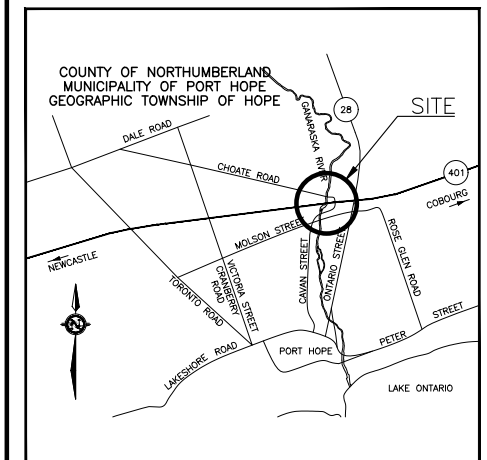 COUNTY OF NORTHUMBERLAND
MUNICIPALITY OF PORT HOPE
GEOGRAPHIC TOWNSHIP OF HOPE
28
SITE
GANARASKA RIVER
DALE ROAD
CHOATE ROAD
401
COBOURG
MOLSON STREET
NEWCASTLE
TORONTO ROAD
VICTORIA STREET
CRANBERRY
ROAD
CAVAN STREET
ONTARIO STREET
ROSE GLEN ROAD
LAKESHORE ROAD
PORT HOPE
PETER STREET
LAKE ONTARIO
N